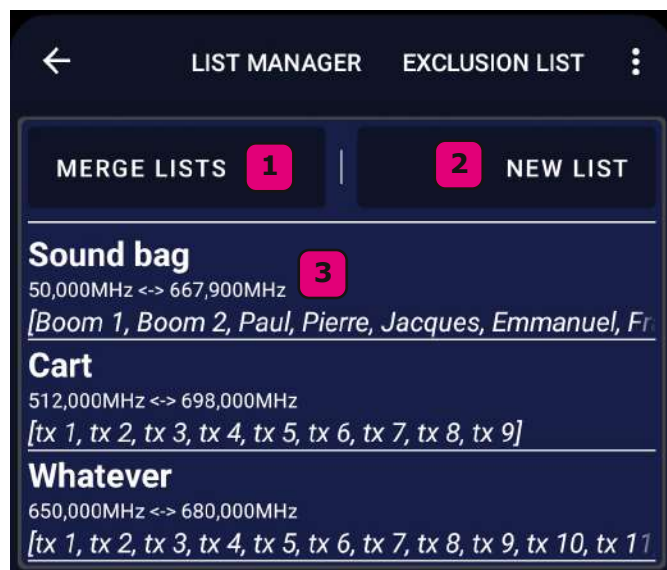 LIST MANAGER EXCLUSION LIST
MERGE LISTS 1 2 NEW LIST
Sound bag
3
50,000MHz <-> 667,900MHz
[Boom 1, Boom 2, Paul, Pierre, Jacques, Emmanuel,
Cart
512,000MHz <-> 698,000MHz
[tx 1, tx 2, tx 3, tx 4, tx 5, tx 6, tx 7, tx 8, tx 9]
Whatever
650,000MHz <-> 680,000MHz
[tx 1, tx 2, tx 3, tx 4, tx 5, tx 6, tx 7, tx 8, tx 9, tx 10, tx 11